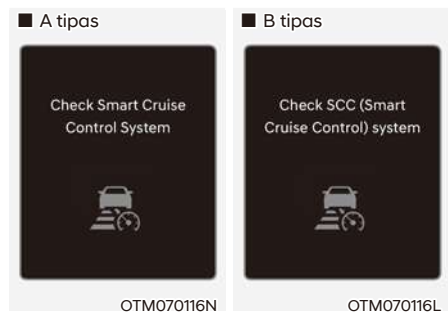 ■ A tipas
Check Smart Cruise
Control System
OTM070116N
■ B tipas
Check SCC (Smart
Cruise Control) system
OTM070116L